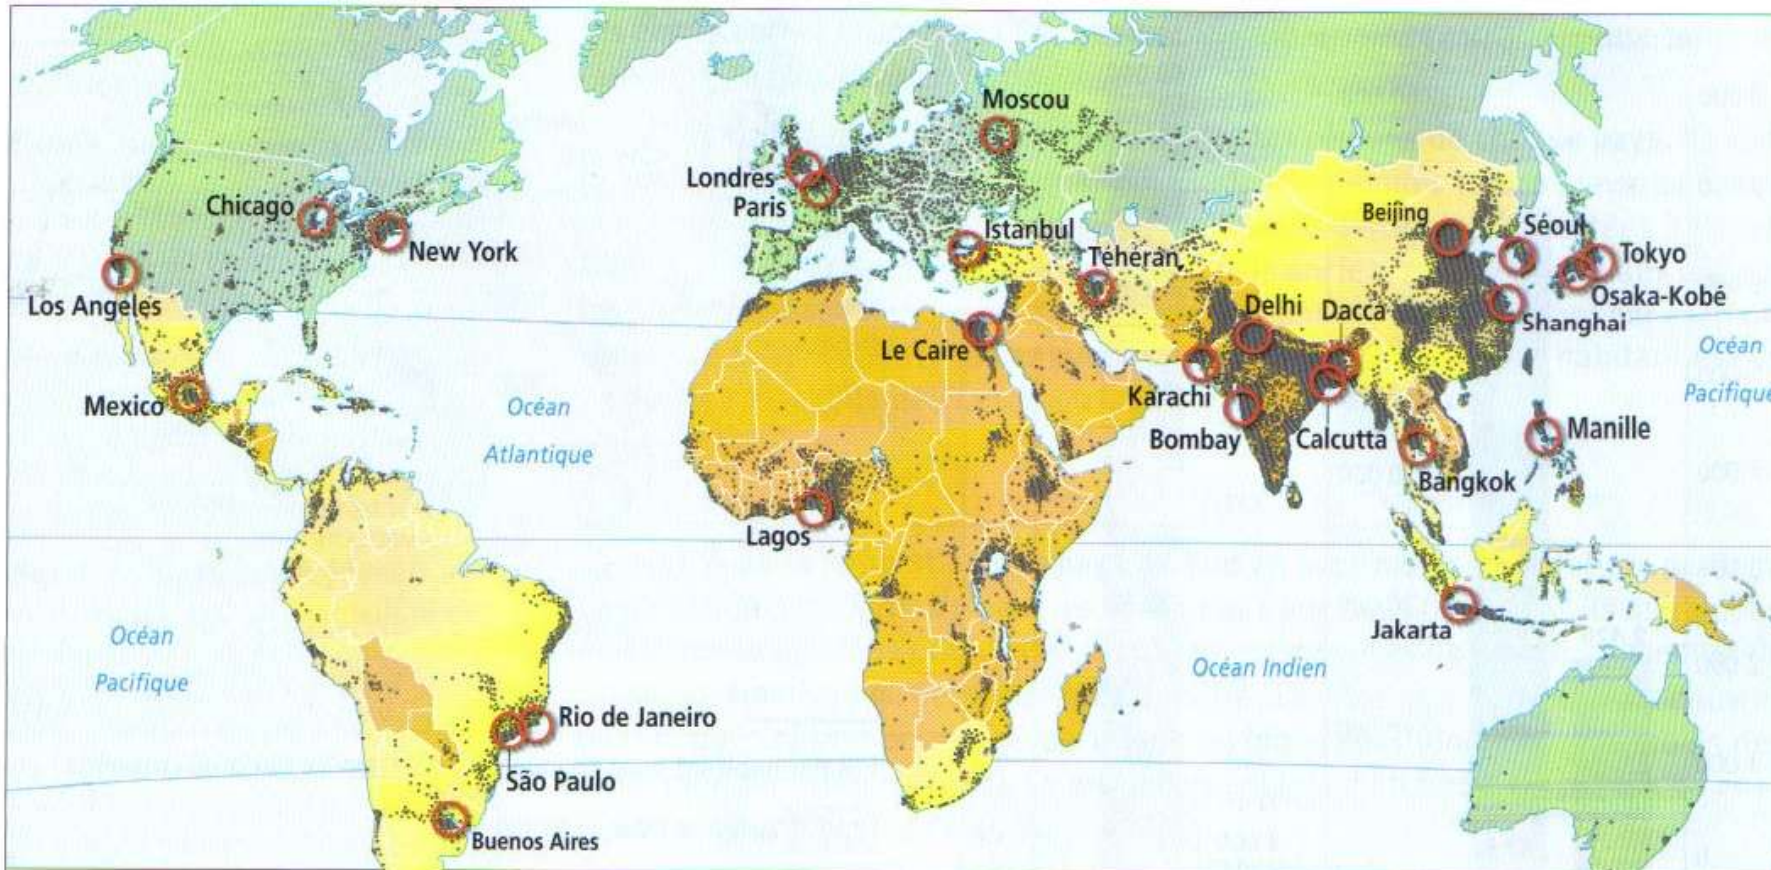 Moscou
Londres
Paris
Chicago
New York
Los Angeles
Istanbul
Téhéran
Beijing
Séoul
Tokyo
Osaka-Kobé
Shanghai
Delhi
Dacca
Le Caire
Karachi
Bombay
Calcutta
Bangkok
Manille
Mexico
Océan
Atlantique
Océan
Pacifique
Lagos
Jakarta
Océan
Pacifique
Océan Indien
Rio de Janeiro
São Paulo
Buenos Aires